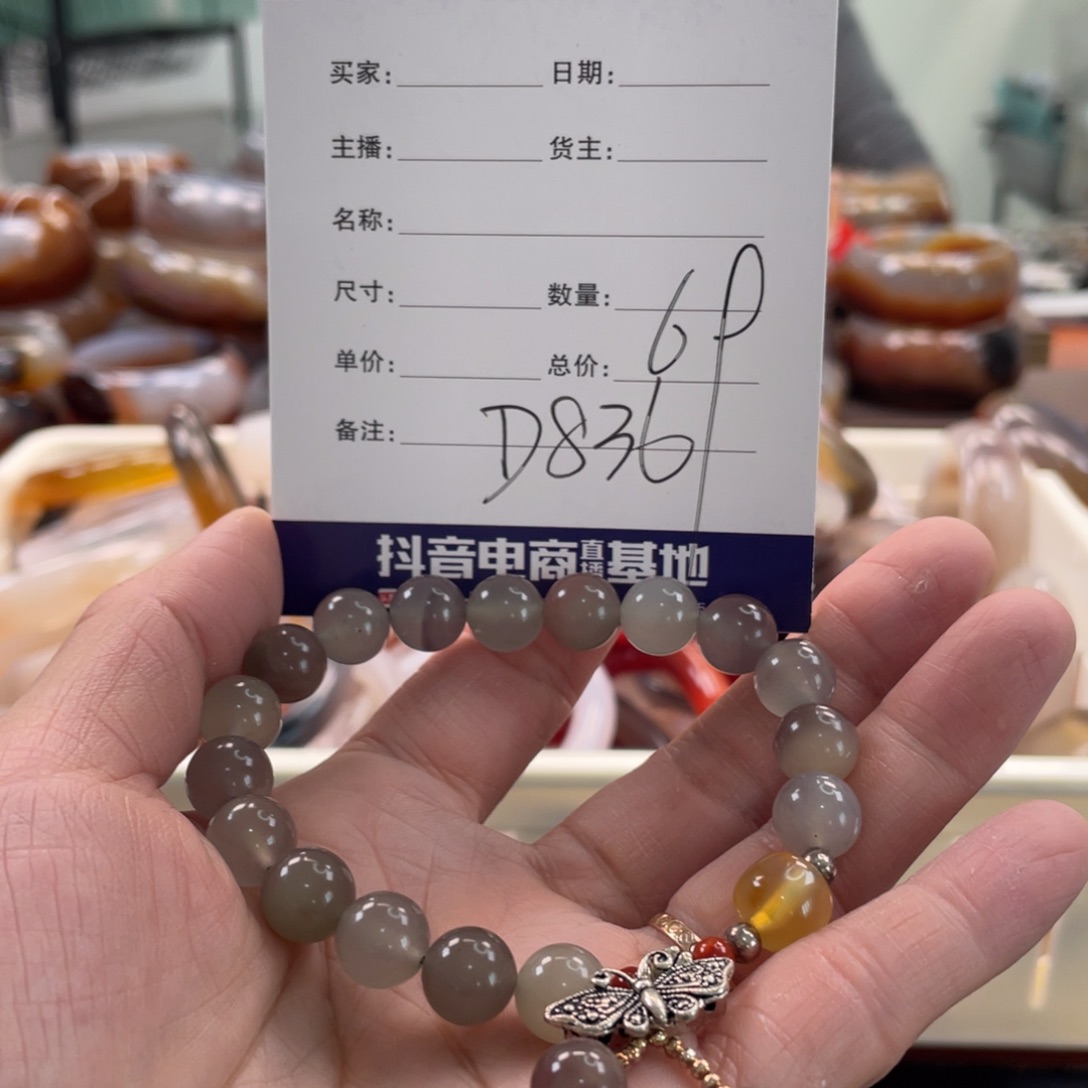 买家: 日期:
主播: 货主:
名称:
尺寸: 数量:
6P
单价: 总价:
备注: D836
抖音电商直播基地